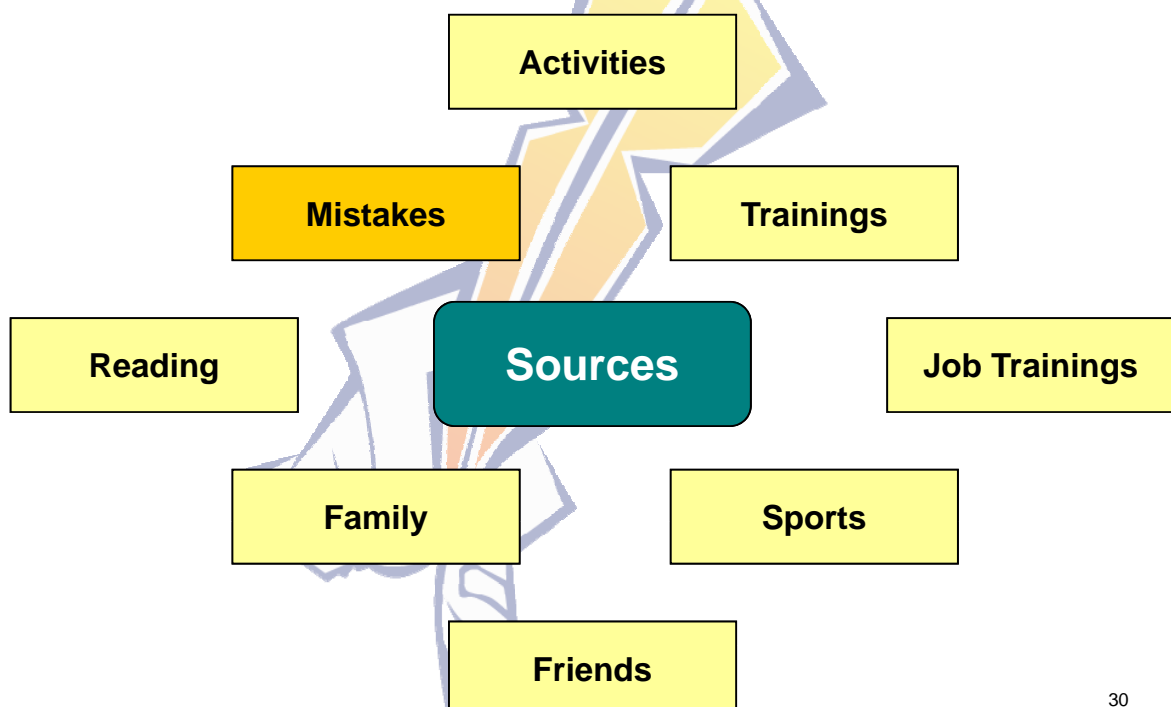 Activities
Mistakes
Trainings
Reading
Sources
Job Trainings
Family
Sports
Friends
30